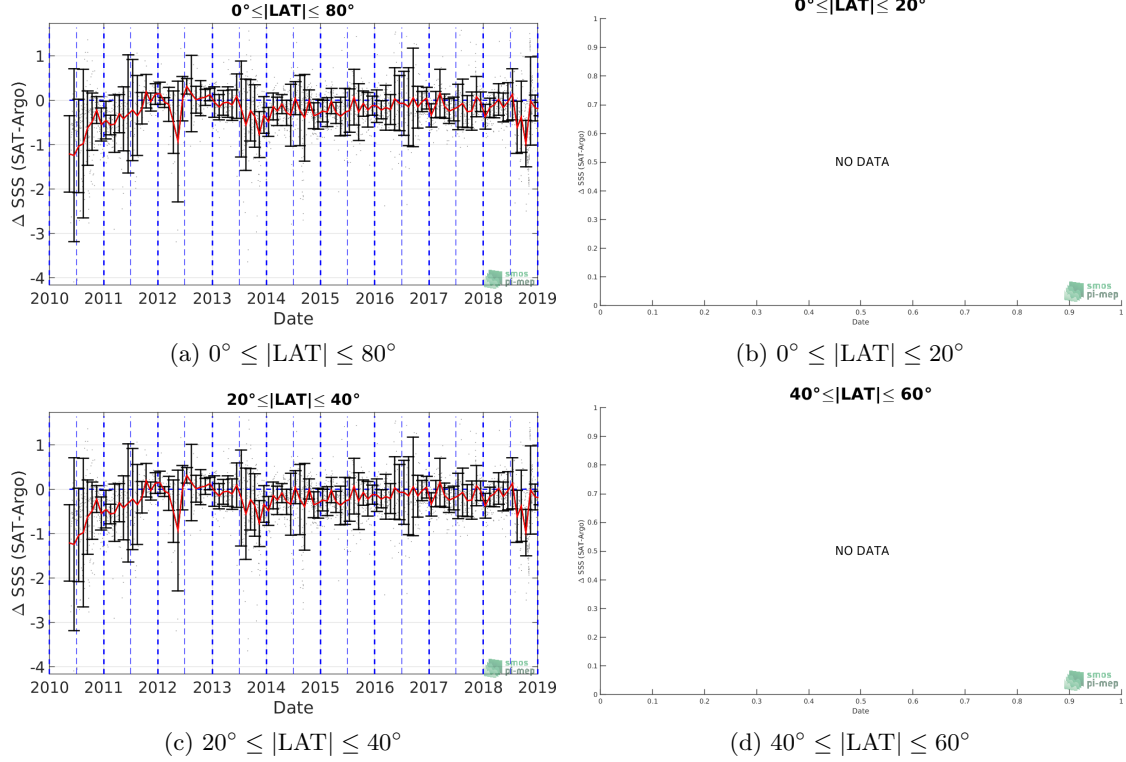 0°≤|LAT|≤ 80°
1
0
-1
-2
-3
-4
Δ SSS (SAT-Argo)
2010 2011 2012 2013 2014 2015 2016 2017 2018 2019
Date
smos
pi-mep
(a) 0° ≤ |LAT| ≤ 80°
0°≤|LAT|≤ 20°
1
0.9
0.8
0.7
0.6
0.5
0.4
0.3
0.2
0.1
0
Δ SSS (SAT-Argo)
NO DATA
0 0.1 0.2 0.3 0.4 0.5 0.6 0.7 0.8 0.9 1
Date
smos
pi-mep
(b) 0° ≤ |LAT| ≤ 20°
20°≤|LAT|≤ 40°
1
0
-1
-2
-3
-4
Δ SSS (SAT-Argo)
2010 2011 2012 2013 2014 2015 2016 2017 2018 2019
Date
smos
pi-mep
(c) 20° ≤ |LAT| ≤ 40°
40°≤|LAT|≤ 60°
1
0.9
0.8
0.7
0.6
0.5
0.4
0.3
0.2
0.1
0
Δ SSS (SAT-Argo)
NO DATA
0 0.1 0.2 0.3 0.4 0.5 0.6 0.7 0.8 0.9 1
Date
smos
pi-mep
(d) 40° ≤ |LAT| ≤ 60°